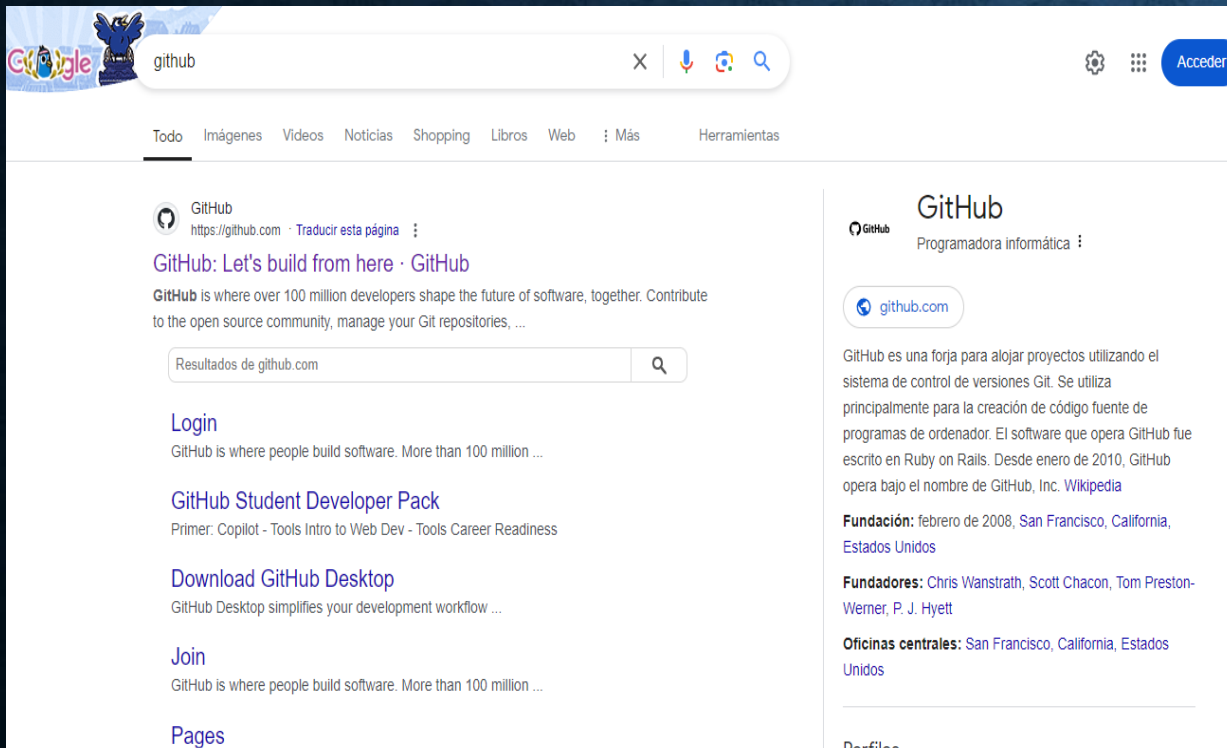 Google
github
Acceder
Todo Imágenes Videos Noticias Shopping Libros Web Más Herramientas
GitHub
https://github.com · Traducir esta página
GitHub: Let's build from here · GitHub
GitHub is where over 100 million developers shape the future of software, together. Contribute
to the open source community, manage your Git repositories, ...
Resultados de github.com
Login
GitHub is where people build software. More than 100 million ...
GitHub Student Developer Pack
Primer: Copilot - Tools Intro to Web Dev - Tools Career Readiness
Download GitHub Desktop
GitHub Desktop simplifies your development workflow ...
Join
GitHub is where people build software. More than 100 million ...
Pages
GitHub
GitHub
Programadora informática
github.com
GitHub es una forja para alojar proyectos utilizando el
sistema de control de versiones Git. Se utiliza
principalmente para la creación de código fuente de
programas de ordenador. El software que opera GitHub fue
escrito en Ruby on Rails. Desde enero de 2010, GitHub
opera bajo el nombre de GitHub, Inc. Wikipedia
Fundación: febrero de 2008, San Francisco, California,
Estados Unidos
Fundadores: Chris Wanstrath, Scott Chacon, Tom Preston-
Werner, P. J. Hyett
Oficinas centrales: San Francisco, California, Estados
Unidos
Perfiles